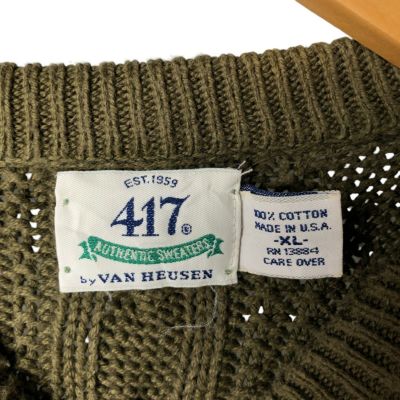 EST. 1959
417®
AUTHENTIC SWEATERS
by VAN HEUSEN
100% COTTON
MADE IN U.S.A.
-XL-
RN 13884
CARE OVER